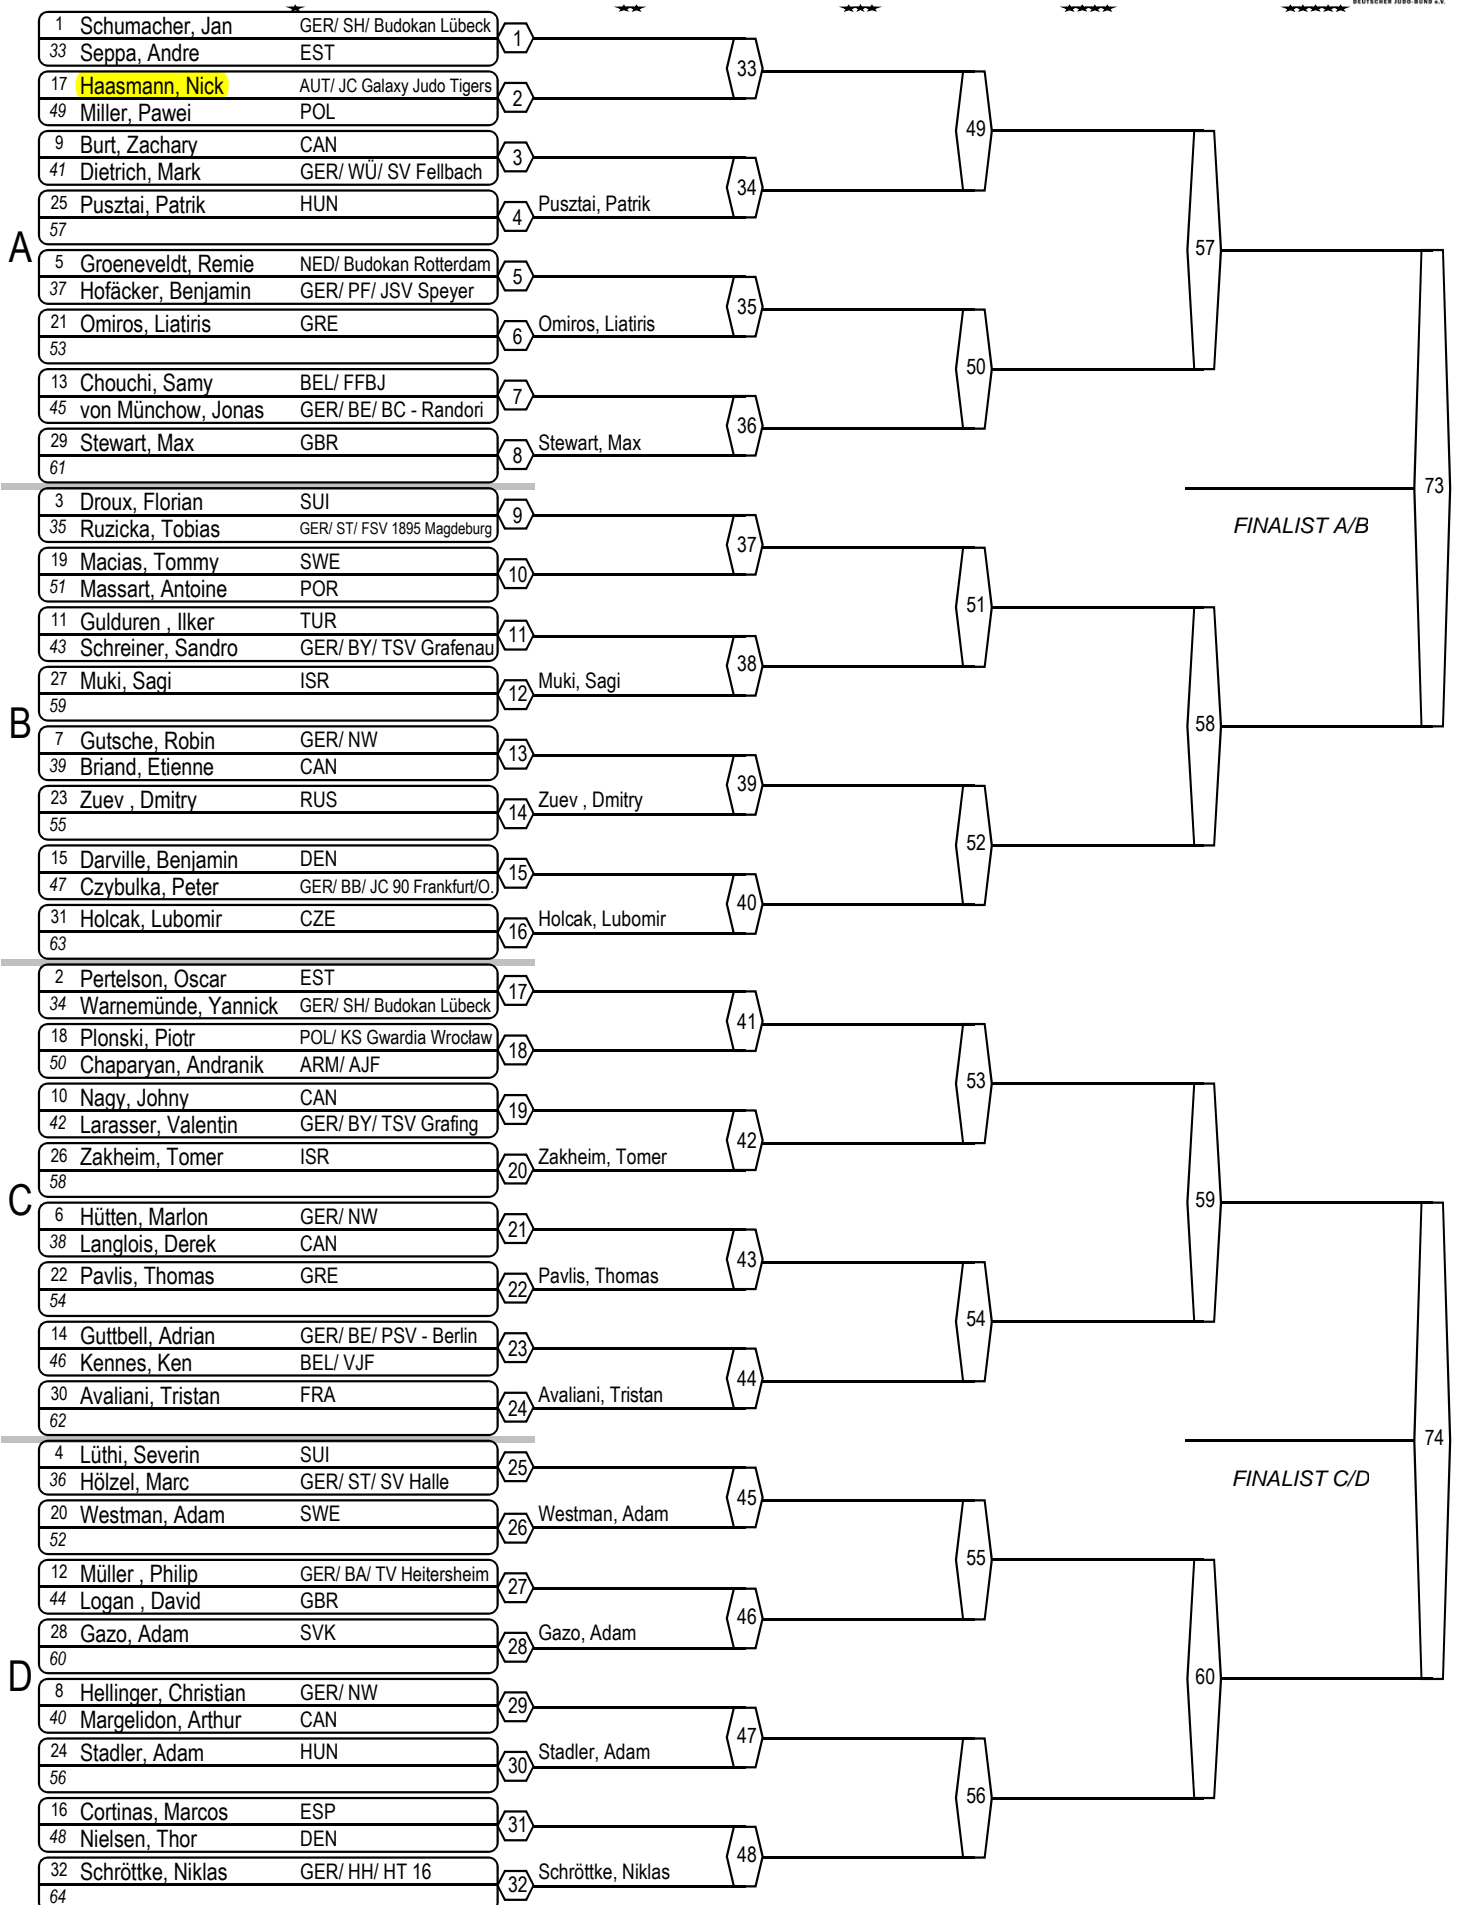 DEUTSCHER JUDO-BUND e.V.
1 Schumacher, Jan GER/ SH/ Budokan Lübeck
1
33 Seppa, Andre EST
33
17 Haasmann, Nick AUT/ JC Galaxy Judo Tigers
2
49 Miller, Pawei POL
49
9 Burt, Zachary CAN
3
41 Dietrich, Mark GER/ WÜ/ SV Fellbach
34
25 Pusztai, Patrik HUN
4 Pusztai, Patrik
57
A
57
5 Groeneveldt, Remie NED/ Budokan Rotterdam
5
37 Hofäcker, Benjamin GER/ PF/ JSV Speyer
35
21 Omiros, Liatiris GRE
6 Omiros, Liatiris
53
50
13 Chouchi, Samy BEL/ FFBJ
7
45 von Münchow, Jonas GER/ BE/ BC - Randori
36
29 Stewart, Max GBR
8 Stewart, Max
61
73
3 Droux, Florian SUI
9
35 Ruzicka, Tobias GER/ ST/ FSV 1895 Magdeburg
FINALIST A/B
37
19 Macias, Tommy SWE
10
51 Massart, Antoine POR
51
11 Gulduren , Ilker TUR
11
43 Schreiner, Sandro GER/ BY/ TSV Grafenau
38
27 Muki, Sagi ISR
12 Muki, Sagi
59
B
58
7 Gutsche, Robin GER/ NW
13
39 Briand, Etienne CAN
39
23 Zuev , Dmitry RUS
14 Zuev , Dmitry
55
52
15 Darville, Benjamin DEN
15
47 Czybulka, Peter GER/ BB/ JC 90 Frankfurt/O.
40
31 Holcak, Lubomir CZE
16 Holcak, Lubomir
63
2 Pertelson, Oscar EST
17
34 Warnemünde, Yannick GER/ SH/ Budokan Lübeck
41
18 Plonski, Piotr POL/ KS Gwardia Wrocław
18
50 Chaparyan, Andranik ARM/ AJF
53
10 Nagy, Johny CAN
19
42 Larasser, Valentin GER/ BY/ TSV Grafing
42
26 Zakheim, Tomer ISR
20 Zakheim, Tomer
58
C
59
6 Hütten, Marlon GER/ NW
21
38 Langlois, Derek CAN
43
22 Pavlis, Thomas GRE
22 Pavlis, Thomas
54
54
14 Guttbell, Adrian GER/ BE/ PSV - Berlin
23
46 Kennes, Ken BEL/ VJF
44
30 Avaliani, Tristan FRA
24 Avaliani, Tristan
62
74
4 Lüthi, Severin SUI
25
36 Hölzel, Marc GER/ ST/ SV Halle
FINALIST C/D
45
20 Westman, Adam SWE
26 Westman, Adam
52
55
12 Müller , Philip GER/ BA/ TV Heitersheim
27
44 Logan , David GBR
46
28 Gazo, Adam SVK
28 Gazo, Adam
60
D
60
8 Hellinger, Christian GER/ NW
29
40 Margelidon, Arthur CAN
47
24 Stadler, Adam HUN
30 Stadler, Adam
56
56
16 Cortinas, Marcos ESP
31
48 Nielsen, Thor DEN
48
32 Schröttke, Niklas GER/ HH/ HT 16
32 Schröttke, Niklas
64